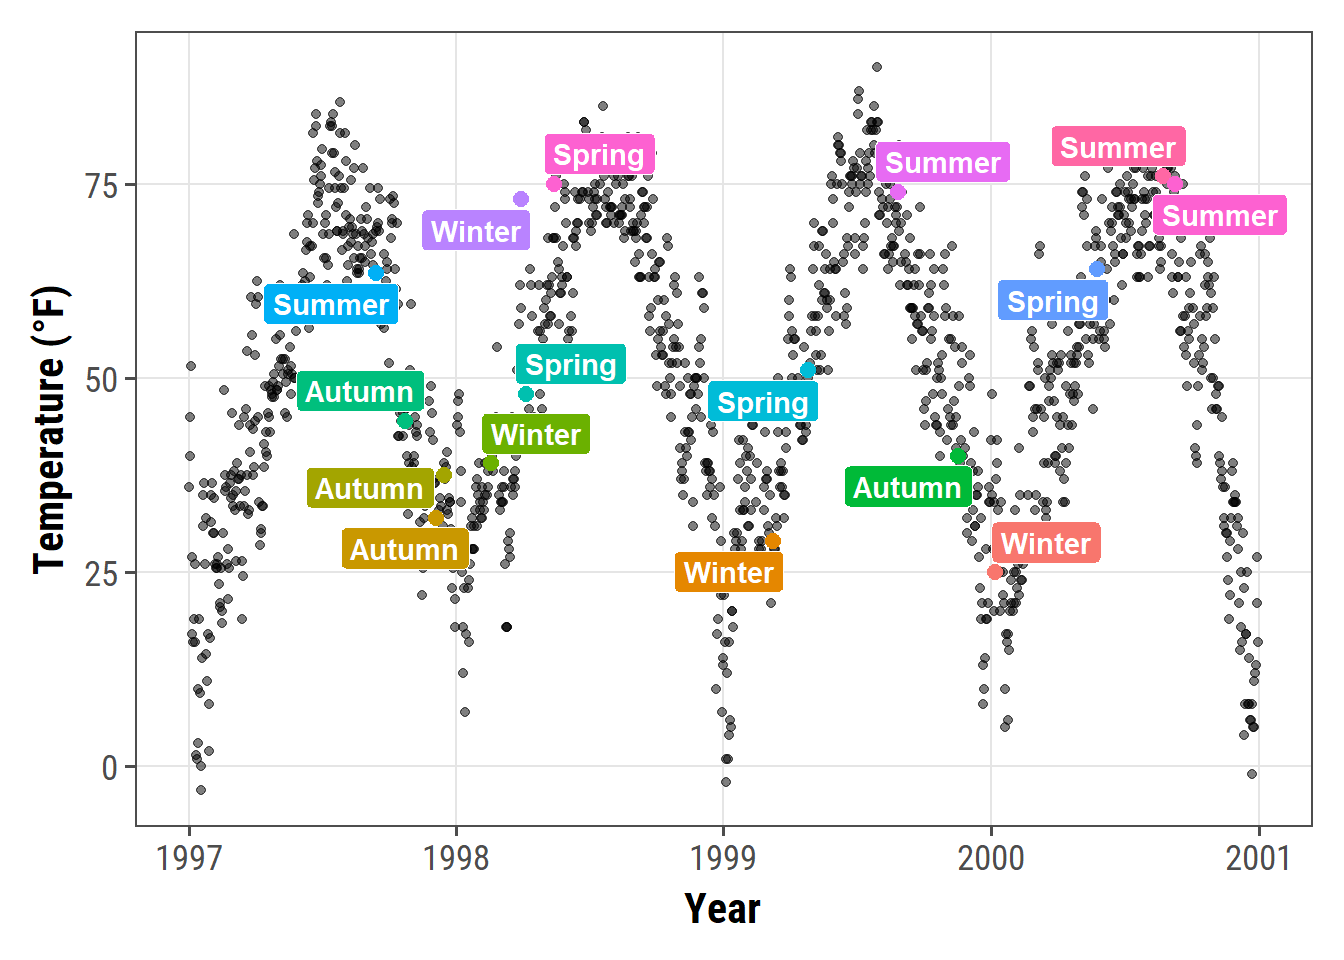 Temperature (°F)
75
50
25
0
Summer
Spring
Summer
Summer
Winter
Summer
Spring
Spring
Autumn
Spring
Winter
Autumn
Autumn
Autumn
Winter
Winter
1997
1998
1999
2000
2001
Year